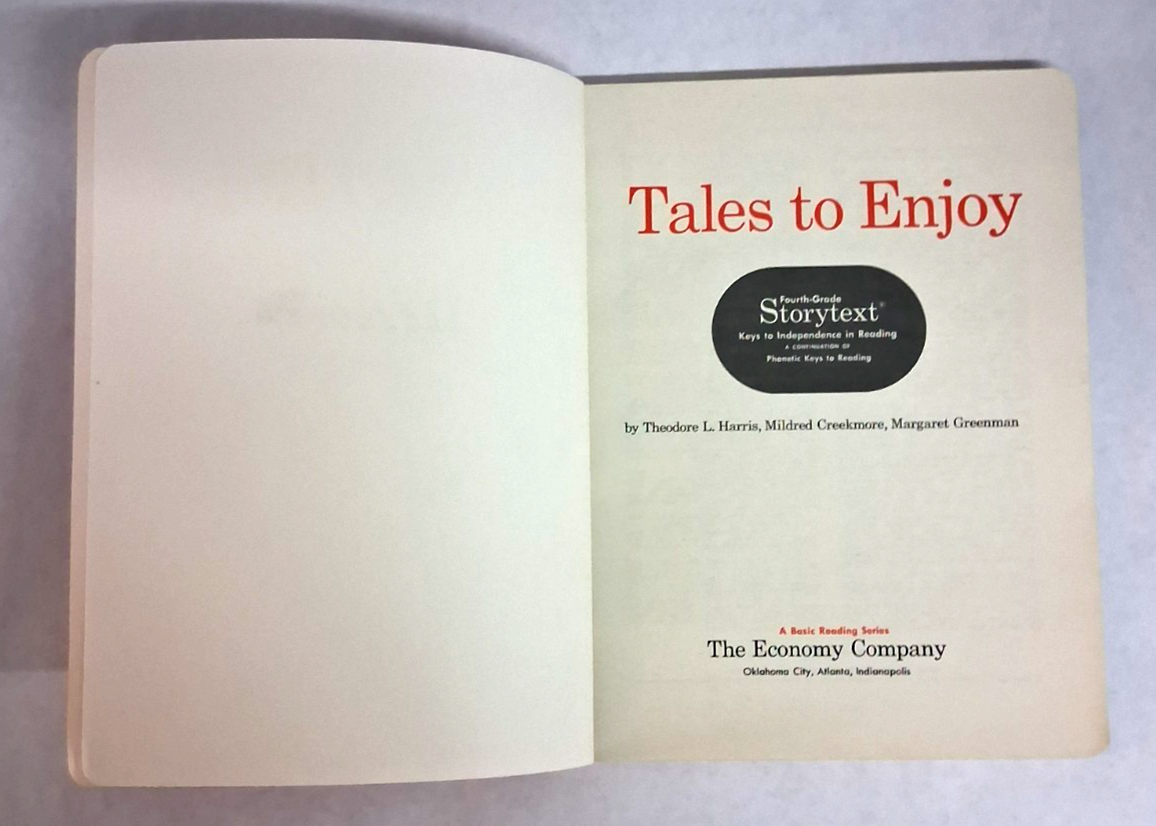 Tales to Enjoy
Fourth-Grade
Storytext®
Keys to Independence in Reading
A CONTINUATION OF
Phonetic Keys to Reading
by Theodore L. Harris, Mildred Creekmore, Margaret Greenman
A Basic Reading Series
The Economy Company
Oklahoma City, Atlanta, Indianapolis